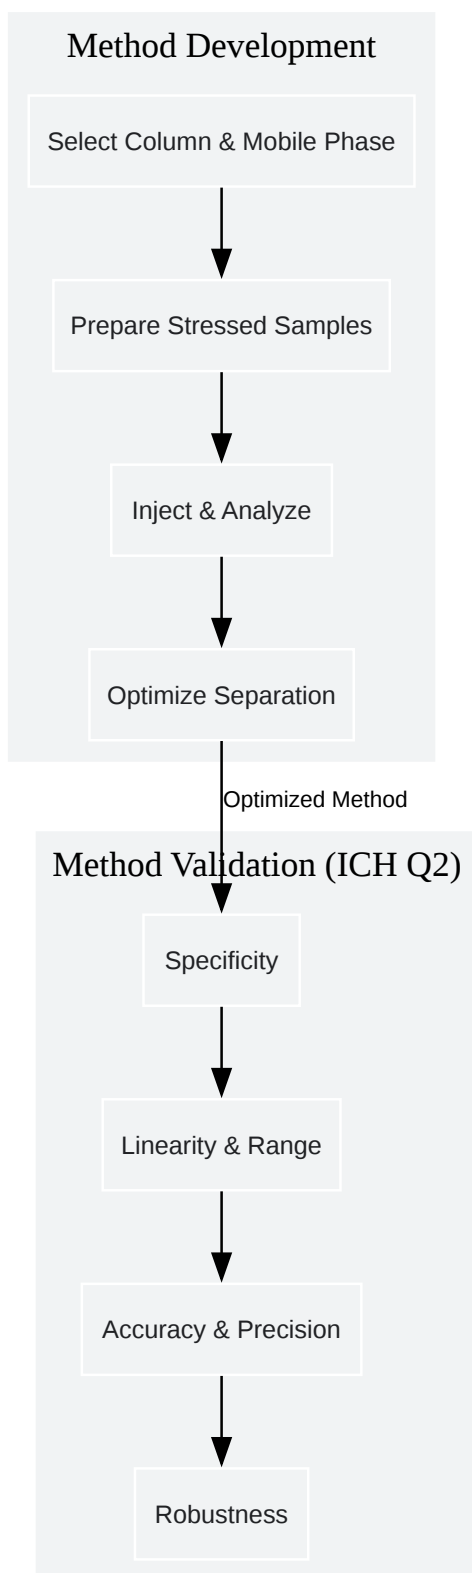 Method Development
Select Column & Mobile Phase
Prepare Stressed Samples
Inject & Analyze
Optimize Separation
Optimized Method
Method Validation (ICH Q2)
Specificity
Linearity & Range
Accuracy & Precision
Robustness